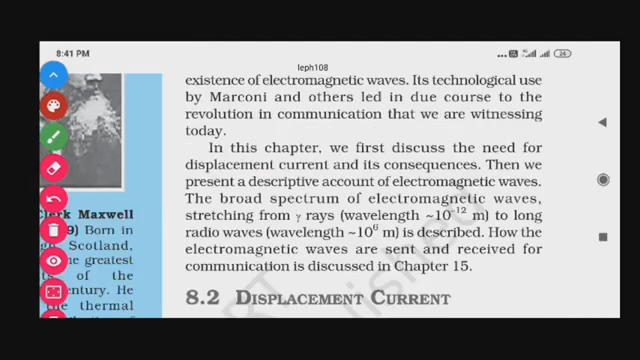 8:41 PM
24
leph108
existence of electromagnetic waves. Its technological use
by Marconi and others led in due course to the
revolution in communication that we are witnessing
today.
In this chapter, we first discuss the need for
displacement current and its consequences. Then we
present a descriptive account of electromagnetic waves.
The broad spectrum of electromagnetic waves,
stretching from γ rays (wavelength ~10⁻¹² m) to long
radio waves (wavelength ~10⁶ m) is described. How the
electromagnetic waves are sent and received for
communication is discussed in Chapter 15.
8.2 DISPLACEMENT CURRENT
Clerk Maxwell
9) Born in
Scotland,
greatest
of the
entury. He
the thermal